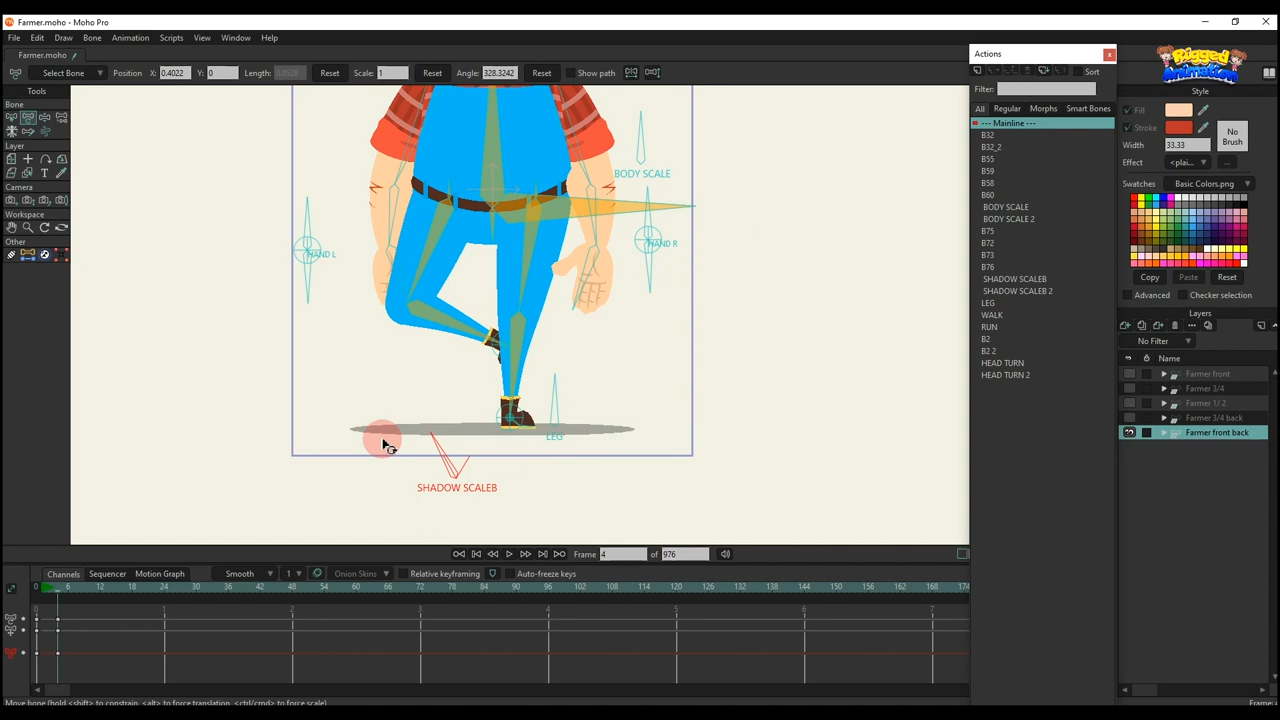 Farmer.moho - Moho Pro
File Edit Draw Bone Animation Scripts View Window Help
Farmer.moho
Select Bone Position X: 0.4022 Y: 0 Length: 0.0528 Reset Scale: 1 Reset Angle: 328.3242 Reset Show path
Tools
Bone
Layer
Camera
Workspace
Other
BODY SCALE
HAND L
HAND R
LEG
SHADOW SCALEB
Actions
Sort
Filter:
All Regular Morphs Smart Bones
--- Mainline ---
B32
B32_2
B55
B59
B58
B60
BODY SCALE
BODY SCALE 2
B75
B72
B73
B76
SHADOW SCALEB
SHADOW SCALEB 2
LEG
WALK
RUN
B2
B2 2
HEAD TURN
HEAD TURN 2
Rigged
Animation
Style
Fill
Stroke
No
Brush
Width 33.33
Effect <plai...
Swatches Basic Colors.png
Copy Paste Reset
Advanced Checker selection
Layers
No Filter
Name
Farmer front
Farmer 3/4
Farmer 1/ 2
Farmer 3/4 back
Farmer front back
Frame 4 of 976
Channels Sequencer Motion Graph Smooth 1 Onion Skins Relative keyframing Auto-freeze keys
0 6 12 18 24 30 36 42 48 54 60 66 72 78 84 90 96 102 108 114 120 126 132 138 144 150 156 162 168 174
0 1 2 3 4 5 6 7
Move bone (hold <shift> to constrain, <alt> to force translation, <ctrl/cmd> to force scale)
Frame: